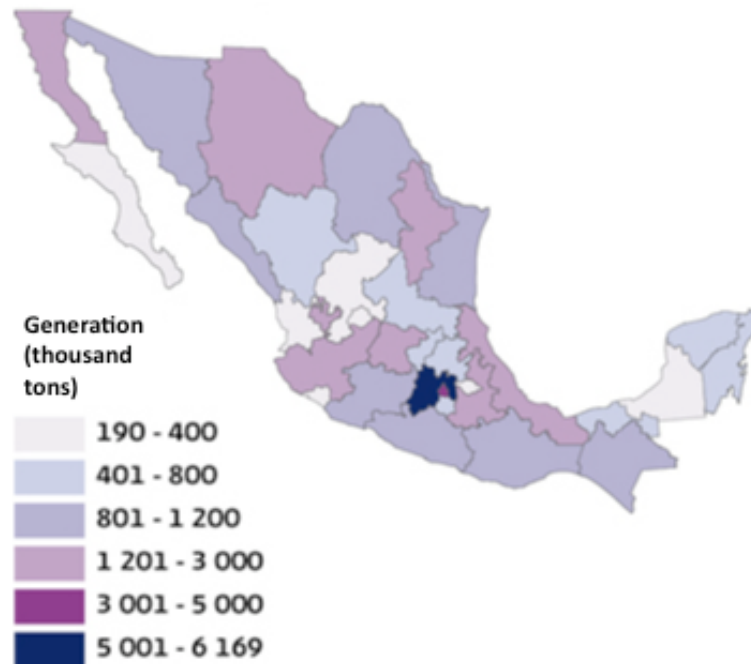 Generation
(thousand
tons)
190 - 400
401 - 800
801 - 1 200
1 201 - 3 000
3 001 - 5 000
5 001 - 6 169